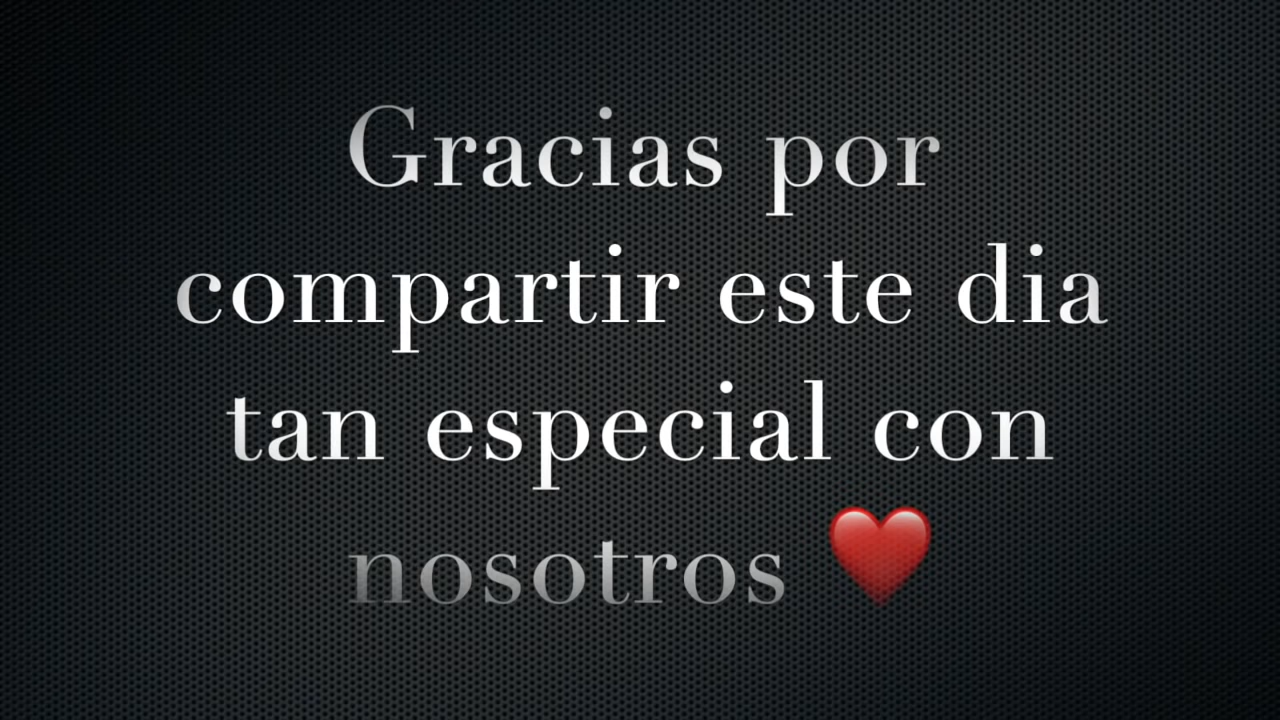 Gracias por
compartir este dia
tan especial con
nosotros ❤️